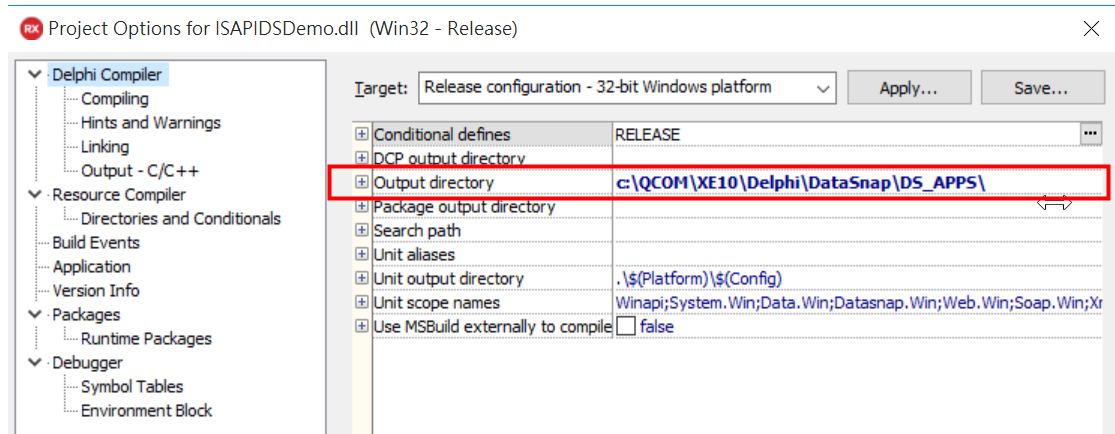 RX Project Options for ISAPIDSDemo.dll (Win32 - Release)
Delphi Compiler
Compiling
Hints and Warnings
Linking
Output - C/C++
Resource Compiler
Directories and Conditionals
Build Events
Application
Version Info
Packages
Runtime Packages
Debugger
Symbol Tables
Environment Block
Target: Release configuration - 32-bit Windows platform Apply... Save...
Conditional defines RELEASE ...
DCP output directory
Output directory c:\QCOM\XE10\Delphi\DataSnap\DS_APPS\
Package output directory
Search path
Unit aliases
Unit output directory .\$(Platform)\$(Config)
Unit scope names Winapi;System.Win;Data.Win;Datasnap.Win;Web.Win;Soap.Win;Xr
Use MSBuild externally to compile false